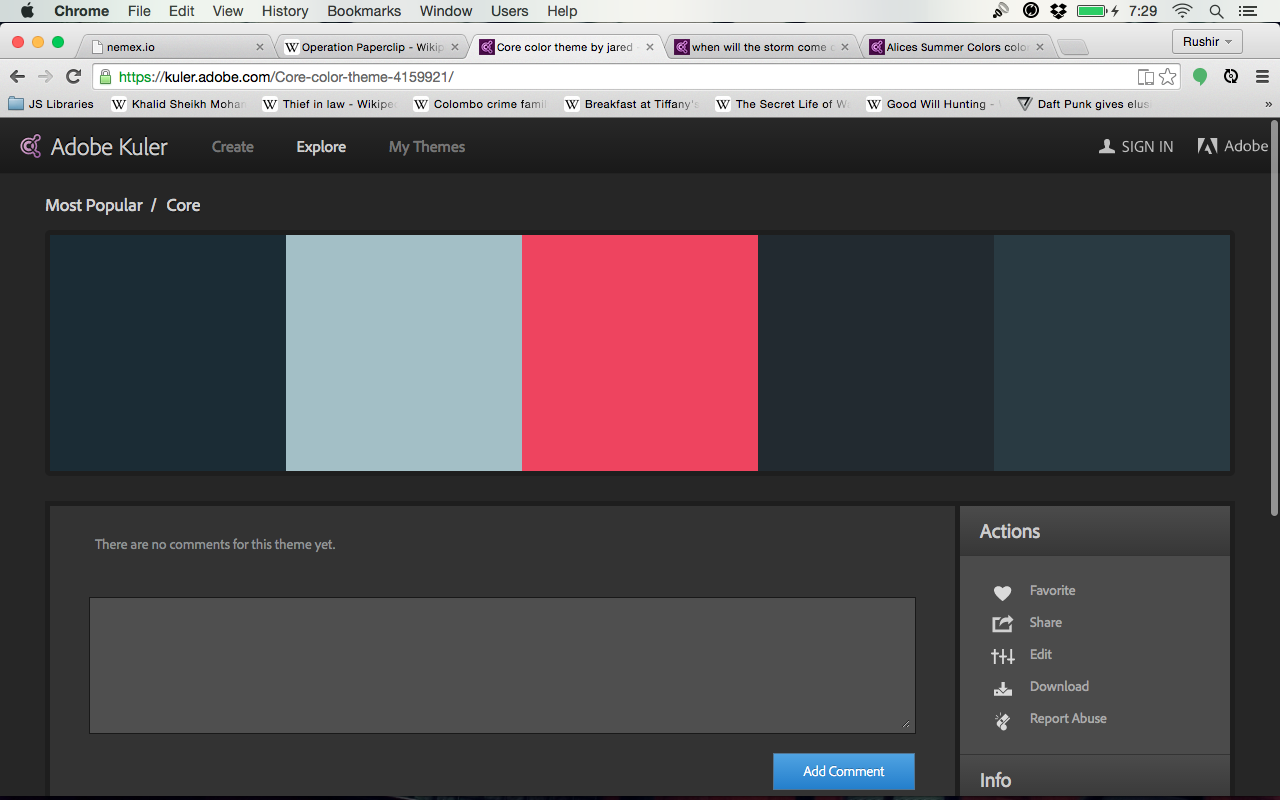 Chrome File Edit View History Bookmarks Window Users Help 7:29
nemex.io Operation Paperclip - Wikip Core color theme by jared when will the storm come Alices Summer Colors colo Rushir
https://kuler.adobe.com/Core-color-theme-4159921/
JS Libraries Khalid Sheikh Moham Thief in law - Wikipe Colombo crime famil Breakfast at Tiffany's The Secret Life of W Good Will Hunting - Daft Punk gives elus »
Adobe Kuler Create Explore My Themes SIGN IN Adobe
Most Popular / Core
There are no comments for this theme yet.
Add Comment
Actions
Favorite
Share
Edit
Download
Report Abuse
Info